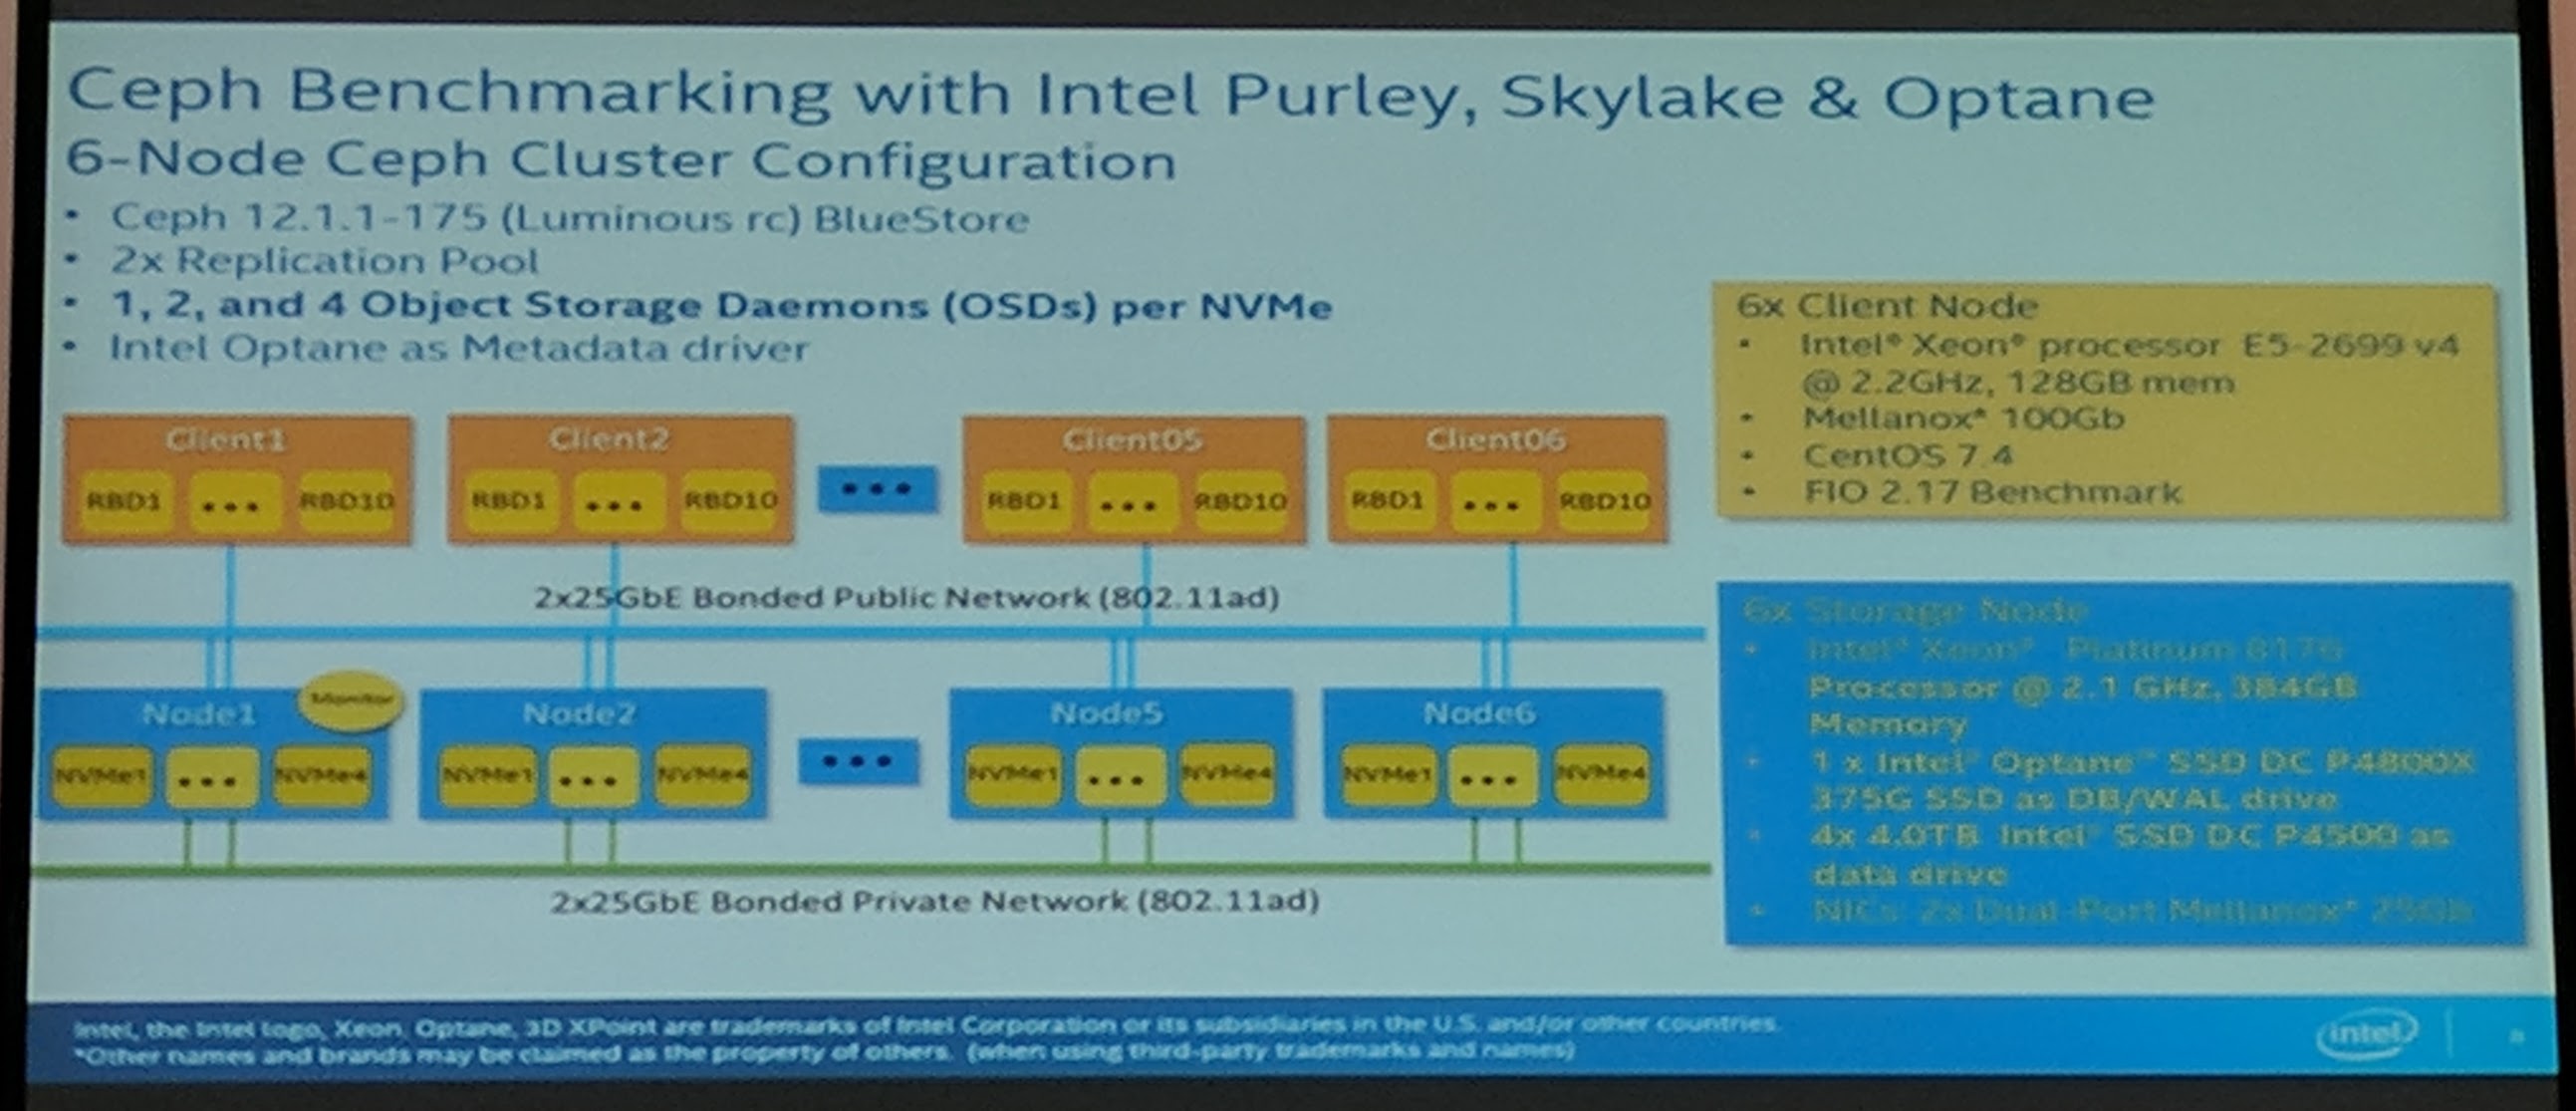 Ceph Benchmarking with Intel Purley, Skylake & Optane
6-Node Ceph Cluster Configuration
• Ceph 12.1.1-175 (Luminous rc) BlueStore
• 2x Replication Pool
• 1, 2, and 4 Object Storage Daemons (OSDs) per NVMe
• Intel Optane as Metadata driver
6x Client Node
• Intel® Xeon® processor E5-2699 v4
@ 2.2GHz, 128GB mem
• Mellanox* 100Gb
• CentOS 7.4
• FIO 2.17 Benchmark
Client1
RBD1 ... RBD10
Client2
RBD1 ... RBD10
...
Client05
RBD1 ... RBD10
Client06
RBD1 ... RBD10
2x25GbE Bonded Public Network (802.11ad)
Node1
Monitor
NVMe1 ... NVMe4
Node2
NVMe1 ... NVMe4
...
Node5
NVMe1 ... NVMe4
Node6
NVMe1 ... NVMe4
2x25GbE Bonded Private Network (802.11ad)
6x Storage Node
• Intel® Xeon® Platinum 8176
Processor @ 2.1 GHz, 384GB
Memory
• 1 x Intel® Optane™ SSD DC P4800X
375G SSD as DB/WAL drive
• 4x 4.0TB Intel® SSD DC P4500 as
data drive
• NICs: 2x Dual-Port Mellanox* 25Gb
Intel, the Intel logo, Xeon, Optane, 3D XPoint are trademarks of Intel Corporation or its subsidiaries in the U.S. and/or other countries.
*Other names and brands may be claimed as the property of others. (when using third-party trademarks and names)
intel